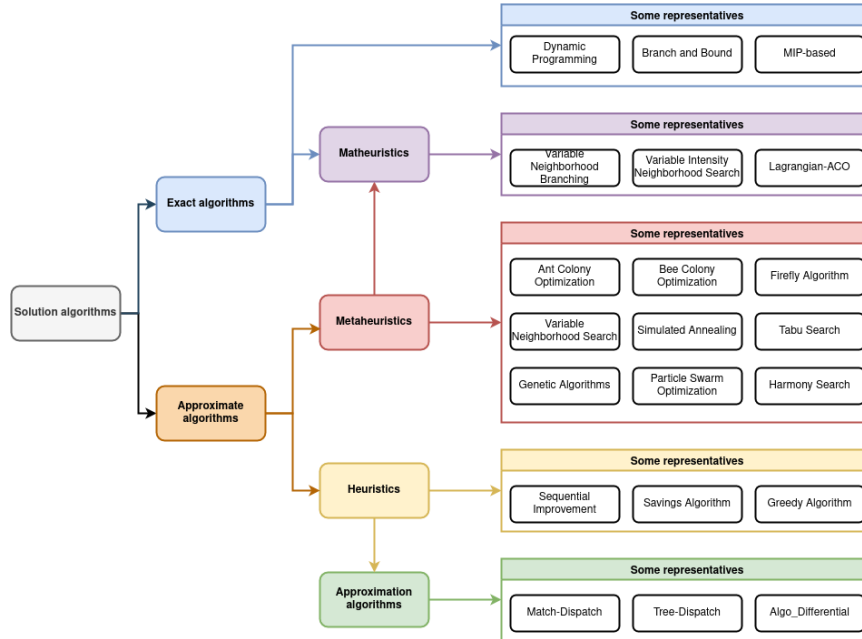 Some representatives
Dynamic
Programming
Branch and Bound
MIP-based
Some representatives
Matheuristics
Variable
Neighborhood
Branching
Variable Intensity
Neighborhood Search
Lagrangian-ACO
Exact algorithms
Some representatives
Ant Colony
Optimization
Bee Colony
Optimization
Firefly Algorithm
Solution algorithms
Metaheuristics
Variable
Neighborhood Search
Simulated Annealing
Tabu Search
Genetic Algorithms
Particle Swarm
Optimization
Harmony Search
Approximate
algorithms
Some representatives
Heuristics
Sequential
Improvement
Savings Algorithm
Greedy Algorithm
Some representatives
Approximation
algorithms
Match-Dispatch
Tree-Dispatch
Algo_Differential